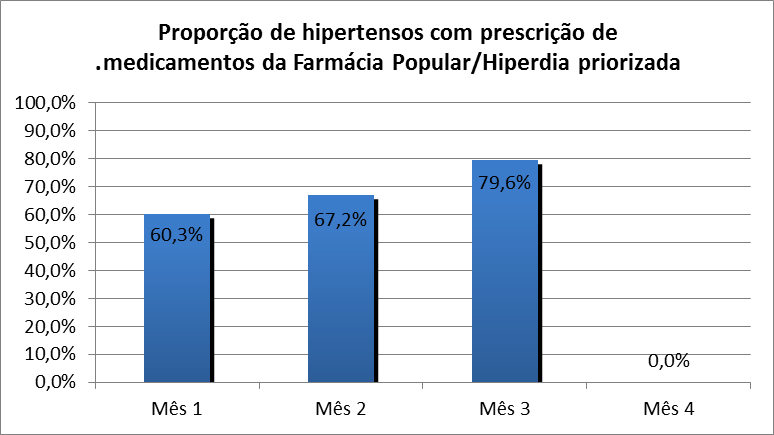 Proporção de hipertensos com prescrição de
.medicamentos da Farmácia Popular/Hiperdia priorizada
100,0%
90,0%
80,0%
70,0%
60,0%
50,0%
40,0%
30,0%
20,0%
10,0%
0,0%
60,3%
67,2%
79,6%
0,0%
Mês 1
Mês 2
Mês 3
Mês 4